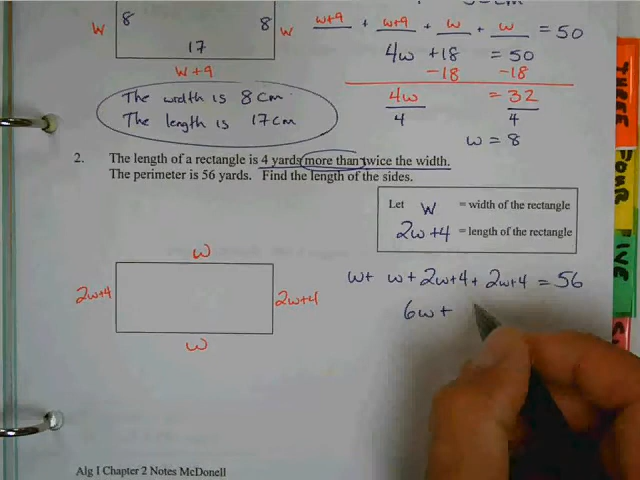 w 8 8 w
17
w+9
w+9 + w+9 + w + w = 50
4w +18 = 50
-18 -18
4w = 32
4 4
w = 8
The width is 8 cm.
The length is 17 cm
2. The length of a rectangle is 4 yards more than twice the width.
The perimeter is 56 yards. Find the length of the sides.
Let w = width of the rectangle
2w+4 = length of the rectangle
w
2w+4 2w+4
w
w+ w+2w+4+2w+4 = 56
6w+
THREE
FOUR
FI
Alg I Chapter 2 Notes McDonell